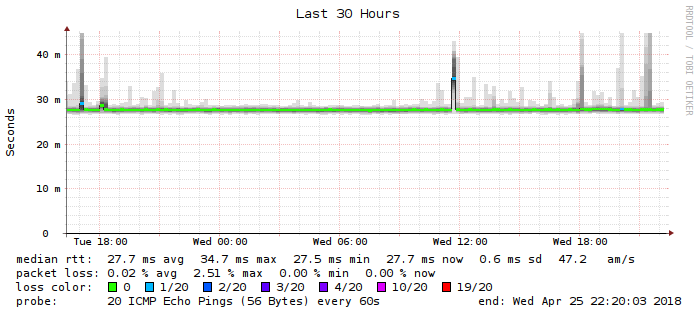 Last 30 Hours
RRDTOOL / TOBI OETIKER
Seconds
40 m
30 m
20 m
10 m
0
Tue 18:00 Wed 00:00 Wed 06:00 Wed 12:00 Wed 18:00
median rtt: 27.7 ms avg 34.7 ms max 27.5 ms min 27.7 ms now 0.6 ms sd 47.2 am/s
packet loss: 0.02 % avg 2.51 % max 0.00 % min 0.00 % now
loss color: 0 1/20 2/20 3/20 4/20 10/20 19/20
probe: 20 ICMP Echo Pings (56 Bytes) every 60s end: Wed Apr 25 22:20:03 2018